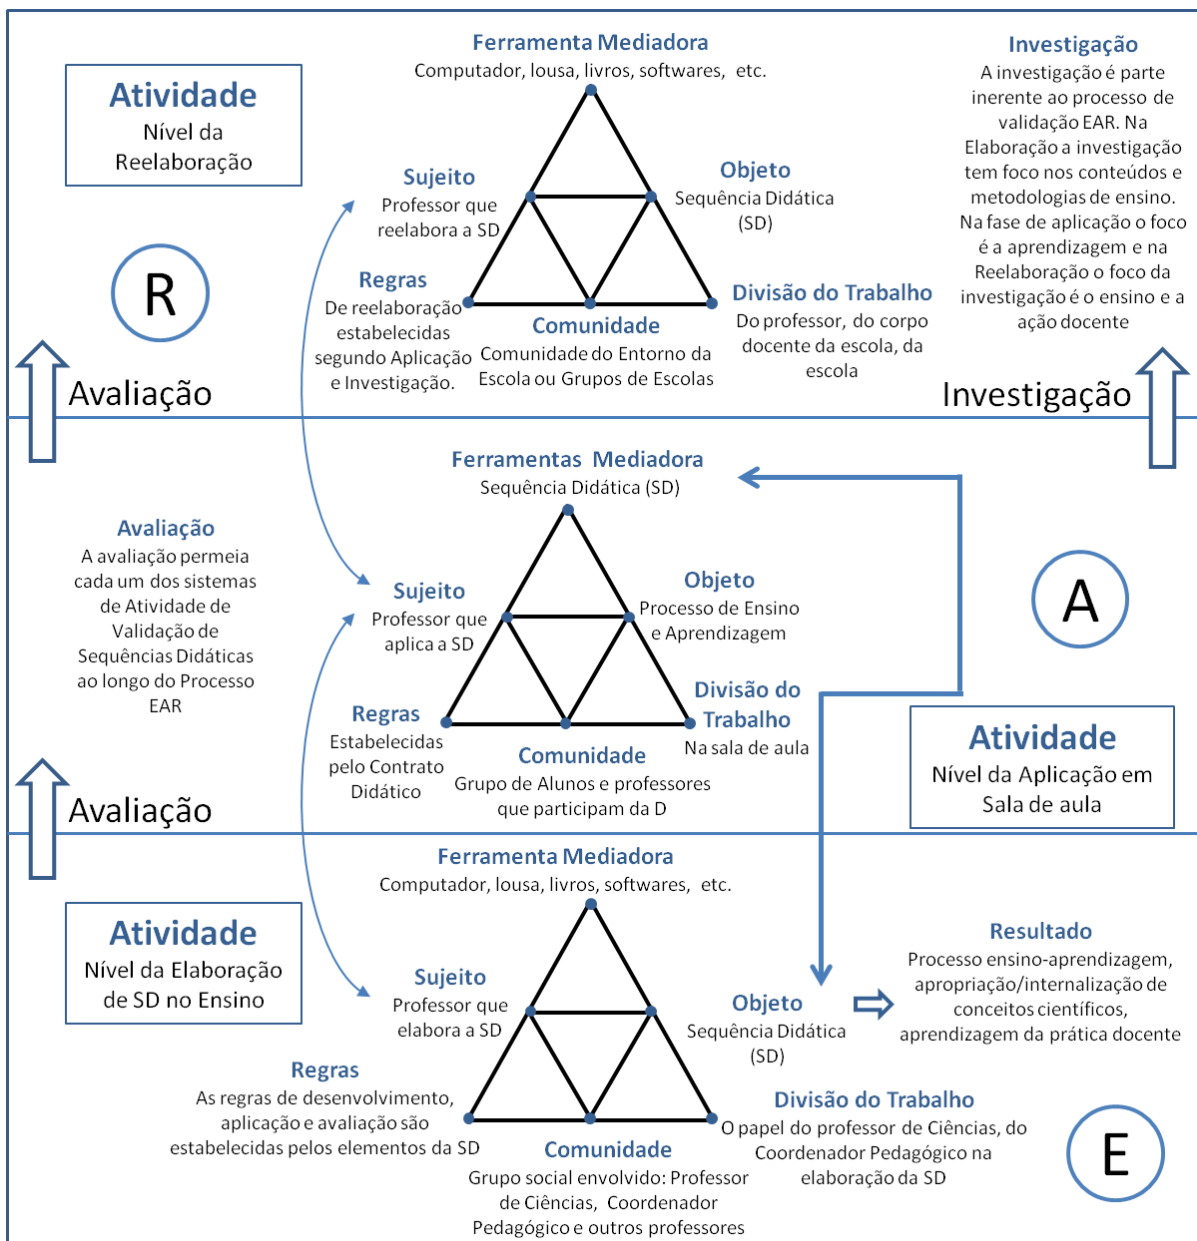 Ferramenta Mediadora
Computador, lousa, livros, softwares, etc.
Atividade
Nível da
Reelaboração
Investigação
A investigação é parte
inerente ao processo de
validação EAR. Na
Elaboração a investigação
tem foco nos conteúdos e
metodologias de ensino.
Na fase de aplicação o foco
é a aprendizagem e na
Reelaboração o foco da
investigação é o ensino e a
ação docente
Sujeito
Professor que
reelabora a SD
Objeto
Sequência Didática
(SD)
R
Regras
De reelaboração
estabelecidas
segundo Aplicação
e Investigação.
Comunidade
Comunidade do Entorno da
Escola ou Grupos de Escolas
Divisão do Trabalho
Do professor, do corpo
docente da escola, da
escola
Avaliação
Investigação
Ferramentas Mediadora
Sequência Didática (SD)
Avaliação
A avaliação permeia
cada um dos sistemas
de Atividade de
Validação de
Sequências Didáticas
ao longo do Processo
EAR
Sujeito
Professor que
aplica a SD
Objeto
Processo de Ensino
e Aprendizagem
A
Regras
Estabelecidas
pelo Contrato
Didático
Comunidade
Grupo de Alunos e professores
que participam da D
Divisão do
Trabalho
Na sala de aula
Atividade
Nível da Aplicação em
Sala de aula
Avaliação
Ferramenta Mediadora
Computador, lousa, livros, softwares, etc.
Atividade
Nível da Elaboração
de SD no Ensino
Sujeito
Professor que
elabora a SD
Objeto
Sequência Didática
(SD)
Resultado
Processo ensino-aprendizagem,
apropriação/internalização de
conceitos científicos,
aprendizagem da prática docente
Regras
As regras de desenvolvimento,
aplicação e avaliação são
estabelecidas pelos elementos da SD
Comunidade
Grupo social envolvido: Professor
de Ciências, Coordenador
Pedagógico e outros professores
Divisão do Trabalho
O papel do professor de Ciências, do
Coordenador Pedagógico na
elaboração da SD
E